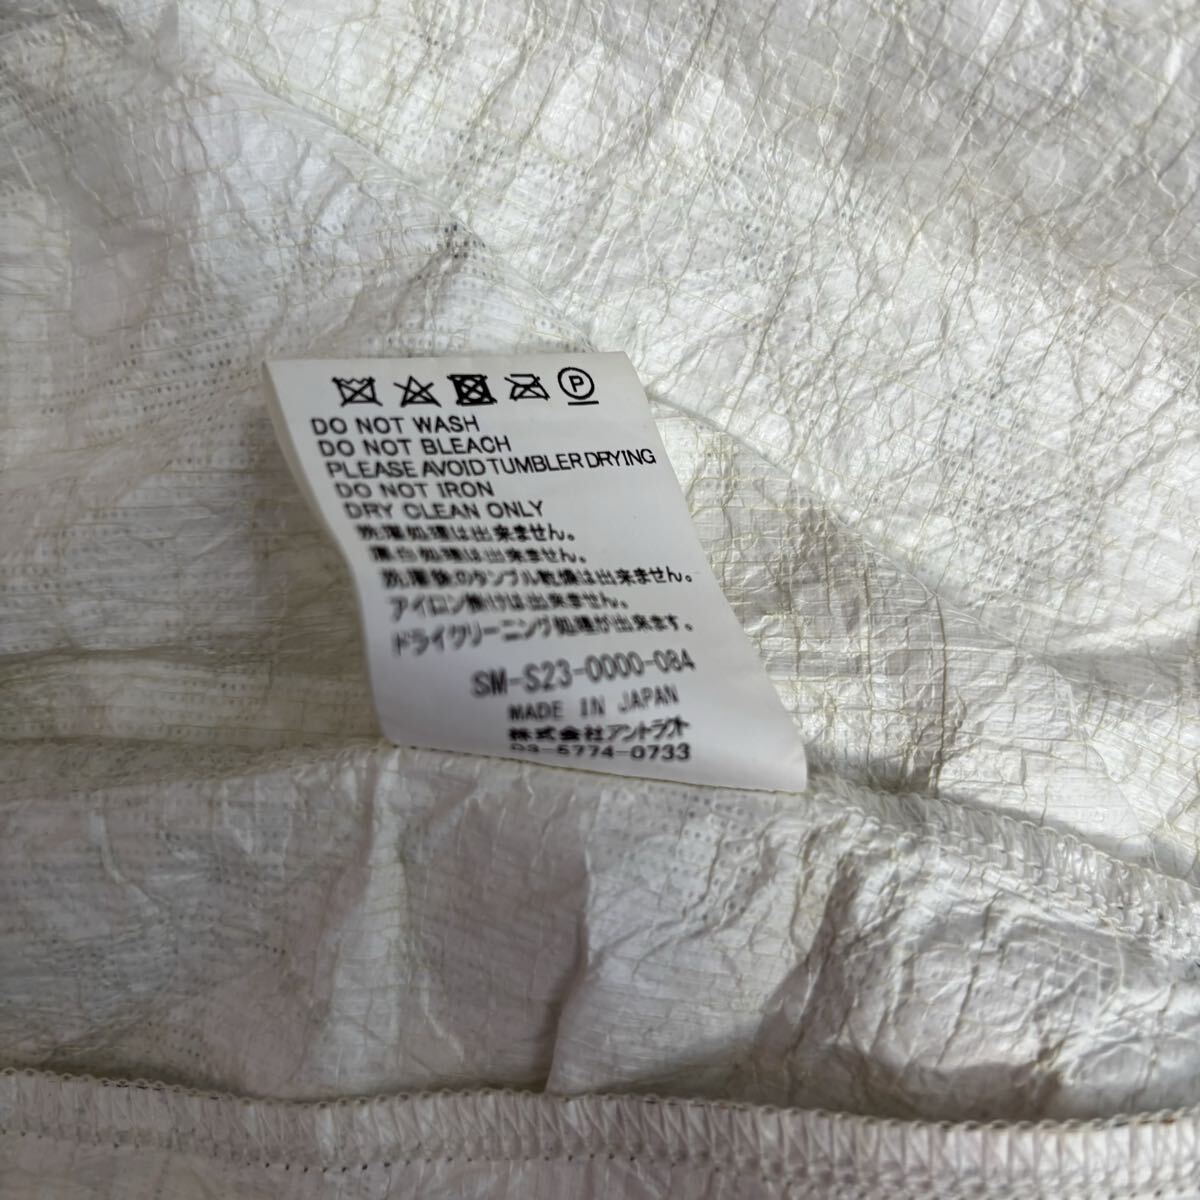 P
DO NOT WASH
DO NOT BLEACH
PLEASE AVOID TUMBLER DRYING
DO NOT IRON
DRY CLEAN ONLY
洗濯処理は出来ません。
漂白処理は出来ません。
洗濯後のタンブル乾燥は出来ません。
アイロン掛けは出来ません。
ドライクリーニング処理が出来ます。
SM-S23-0000-084
MADE IN JAPAN
株式会社アントラクト
03-5774-0733